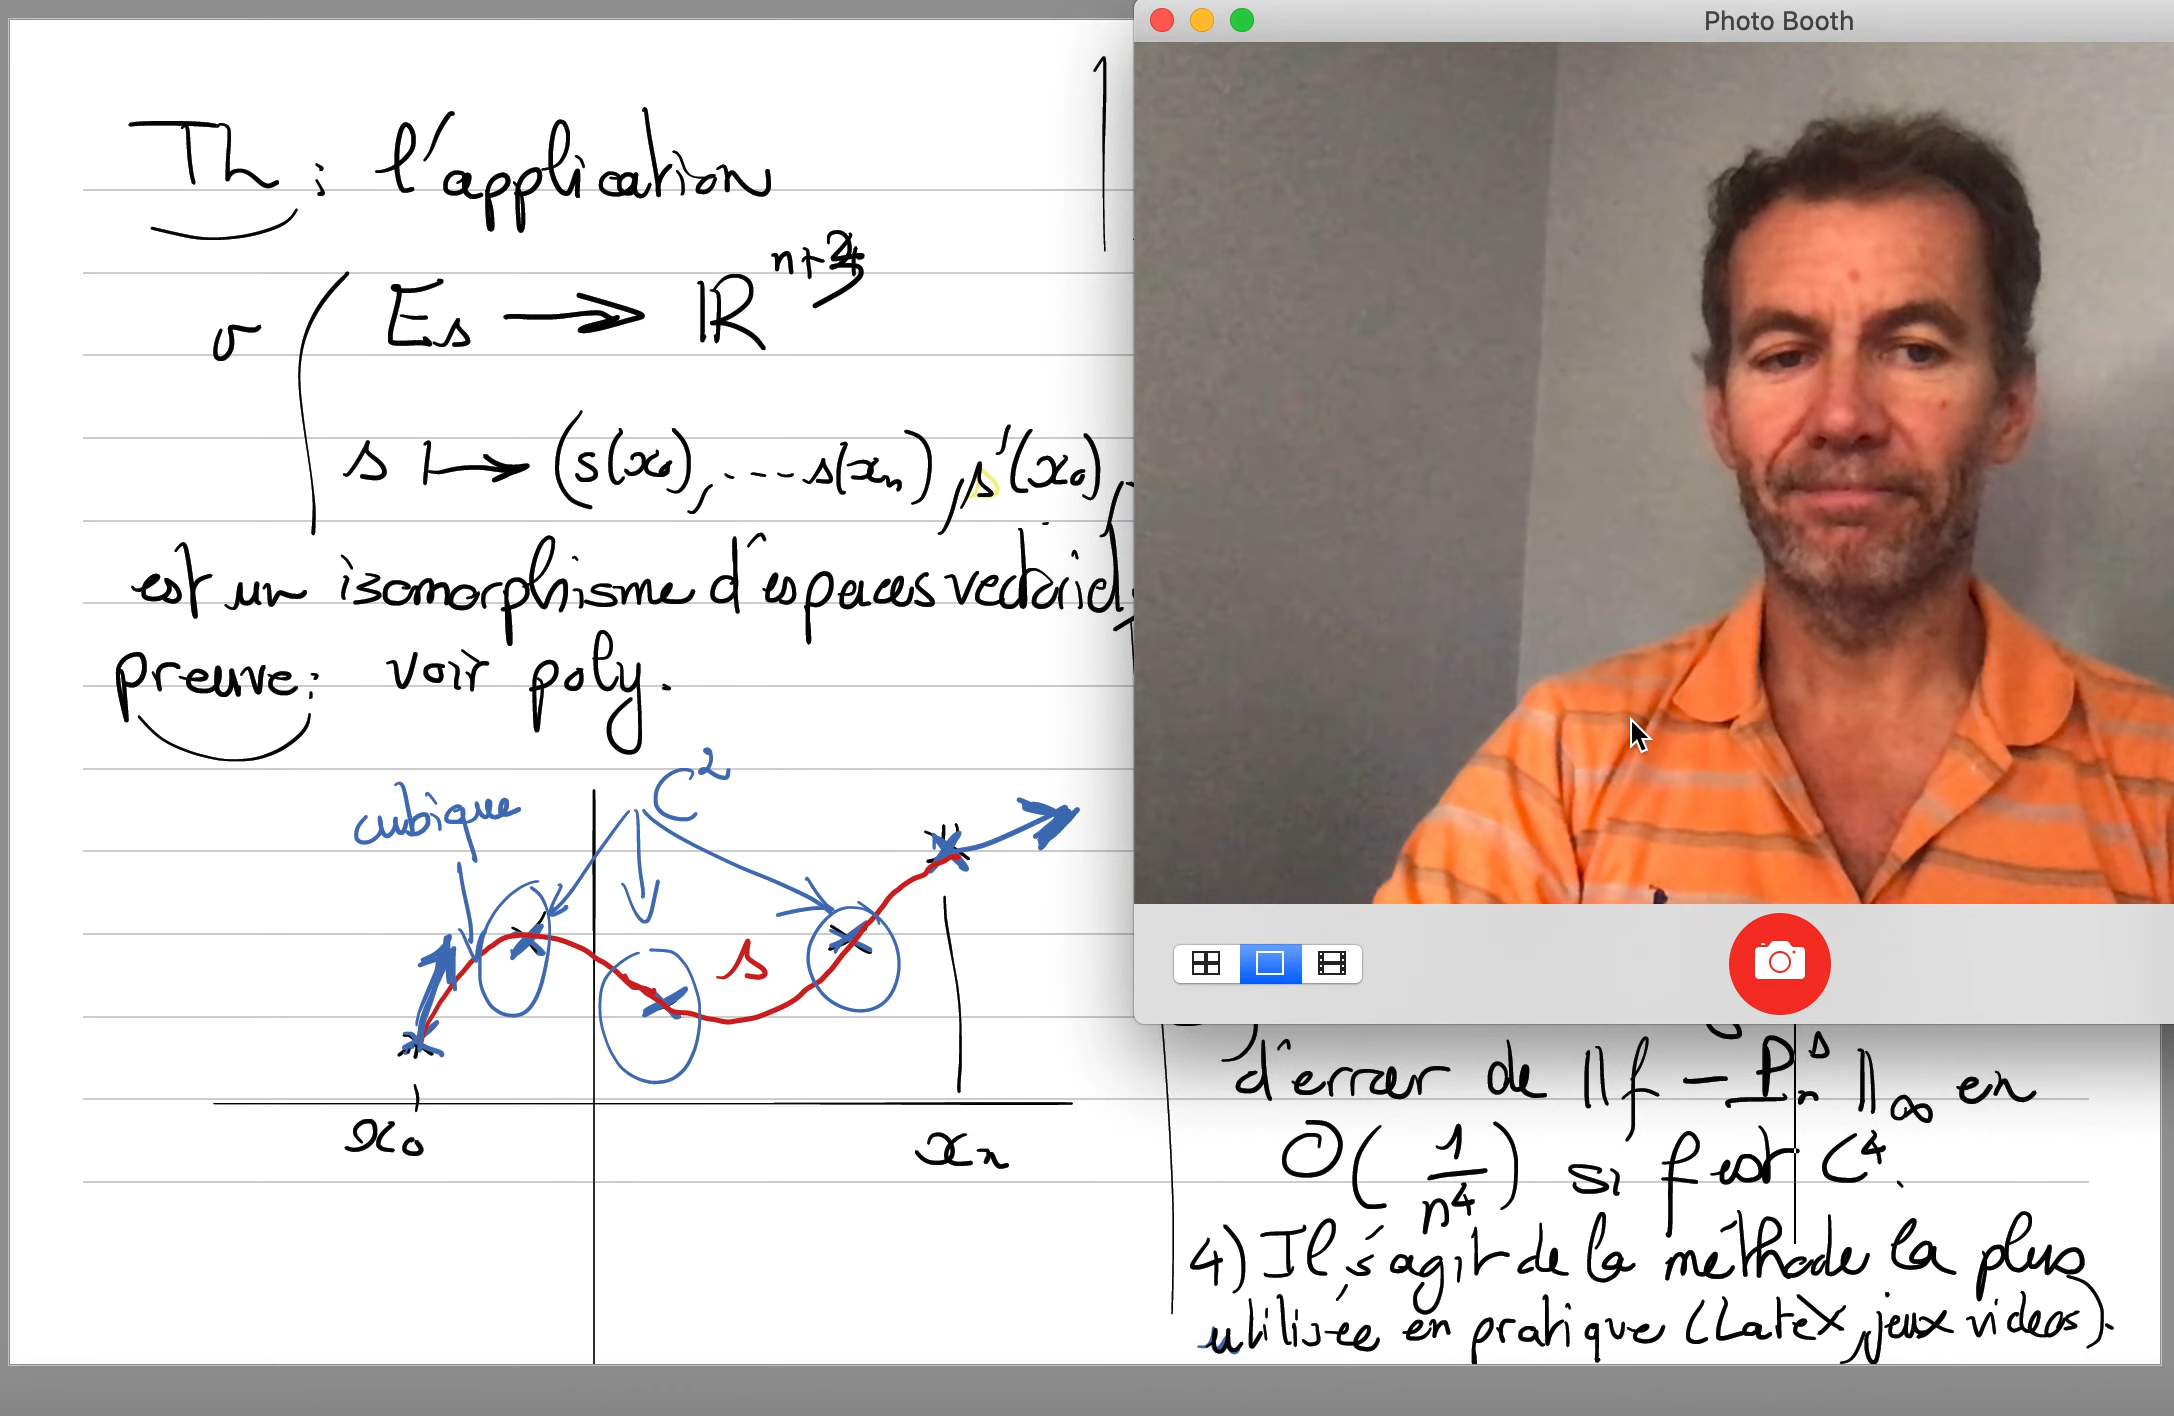 Photo Booth
Th : l'application
σ
E_s → ℝ^{n+3}
s ↦ (s(x₀), ---- s(xₙ), s'(x₀),
est un isomorphisme d'espaces vectoriels
preuve : voir poly.
cubique
C²
s
x₀
xₙ
d'erreur de ‖f - Pₙˢ‖∞ en
O(1/n⁴) si f est C⁴.
4) Il s'agit de la méthode la plus
utilisée en pratique (LateX, jeux videos).